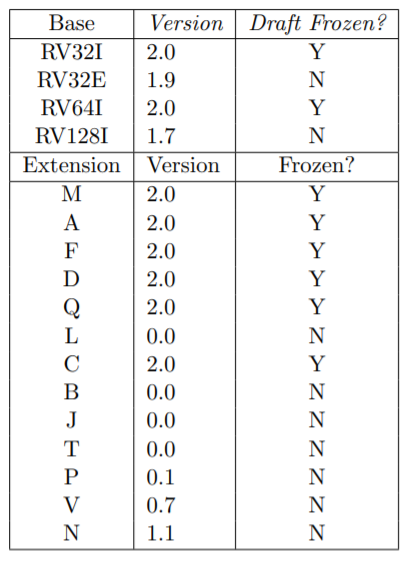 Base Version Draft Frozen?
RV32I 2.0 Y
RV32E 1.9 N
RV64I 2.0 Y
RV128I 1.7 N
Extension Version Frozen?
M 2.0 Y
A 2.0 Y
F 2.0 Y
D 2.0 Y
Q 2.0 Y
L 0.0 N
C 2.0 Y
B 0.0 N
J 0.0 N
T 0.0 N
P 0.1 N
V 0.7 N
N 1.1 N